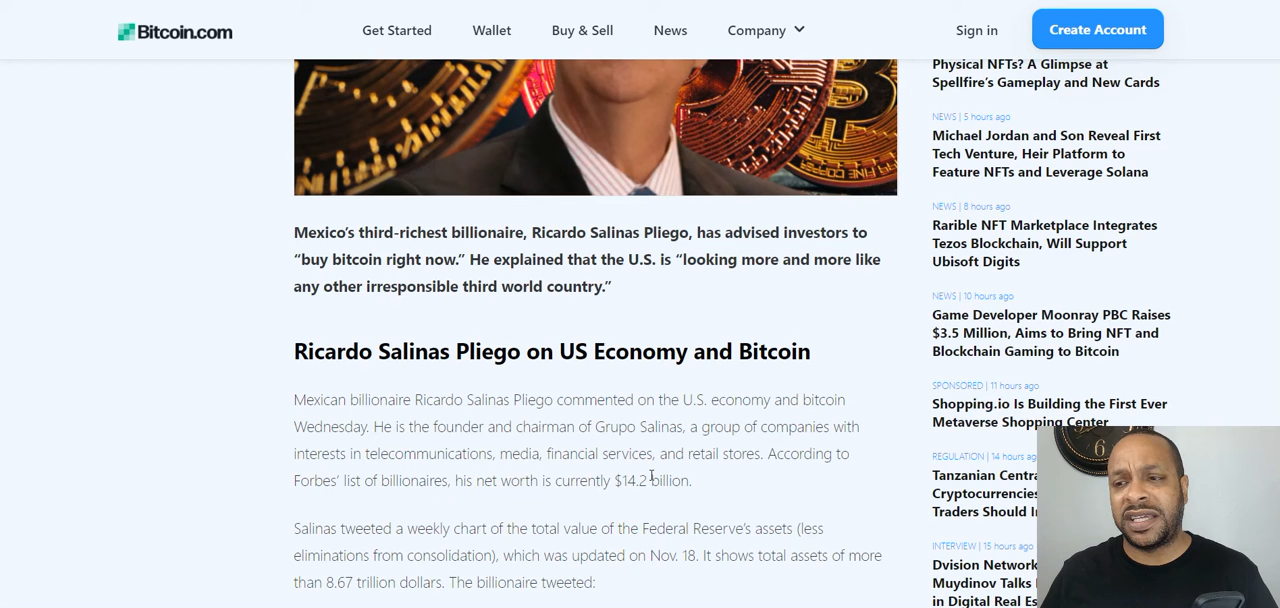 Bitcoin.com
Get Started
Wallet
Buy & Sell
News
Company
Sign in
Create Account
Mexico’s third-richest billionaire, Ricardo Salinas Pliego, has advised investors to
“buy bitcoin right now.” He explained that the U.S. is “looking more and more like
any other irresponsible third world country.”
Ricardo Salinas Pliego on US Economy and Bitcoin
Mexican billionaire Ricardo Salinas Pliego commented on the U.S. economy and bitcoin
Wednesday. He is the founder and chairman of Grupo Salinas, a group of companies with
interests in telecommunications, media, financial services, and retail stores. According to
Forbes’ list of billionaires, his net worth is currently $14.2 billion.
Salinas tweeted a weekly chart of the total value of the Federal Reserve’s assets (less
eliminations from consolidation), which was updated on Nov. 18. It shows total assets of more
than 8.67 trillion dollars. The billionaire tweeted:
Physical NFTs? A Glimpse at
Spellfire’s Gameplay and New Cards
NEWS | 5 hours ago
Michael Jordan and Son Reveal First
Tech Venture, Heir Platform to
Feature NFTs and Leverage Solana
NEWS | 8 hours ago
Rarible NFT Marketplace Integrates
Tezos Blockchain, Will Support
Ubisoft Digits
NEWS | 10 hours ago
Game Developer Moonray PBC Raises
$3.5 Million, Aims to Bring NFT and
Blockchain Gaming to Bitcoin
SPONSORED | 11 hours ago
Shopping.io Is Building the First Ever
Metaverse Shopping Center
REGULATION | 14 hours ago
Tanzanian Centra
Cryptocurrencies
Traders Should I
INTERVIEW | 15 hours ago
Dvision Network
Muydinov Talks
in Digital Real Es
6